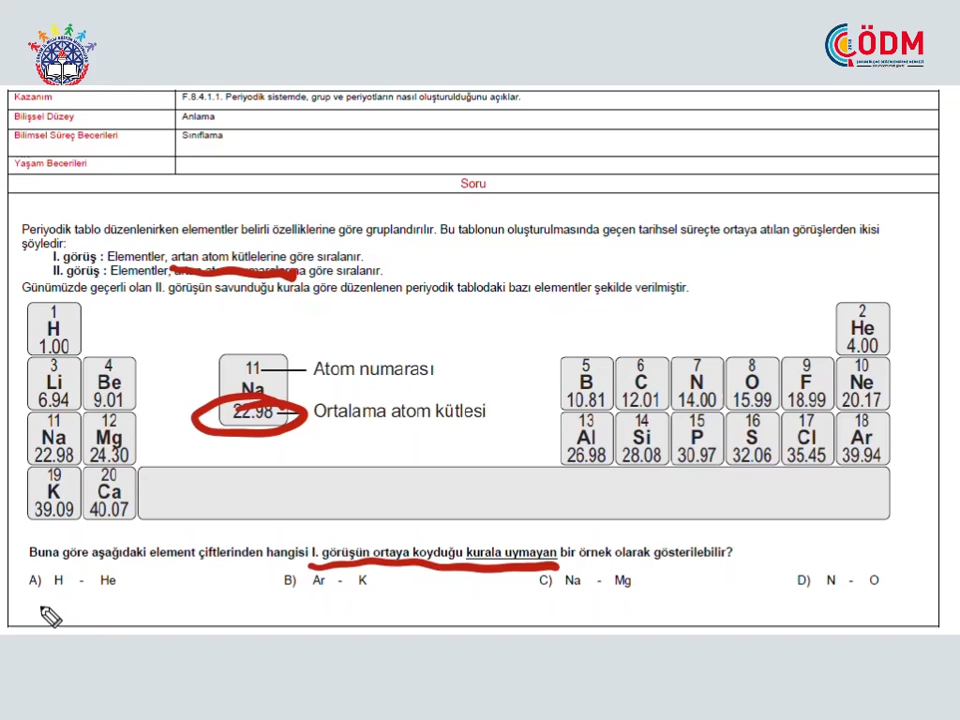 ÖDM
Kazanım F.8.4.1.1. Periyodik sistemde, grup ve periyotların nasıl oluşturulduğunu açıklar.
Bilişsel Düzey Anlama
Bilimsel Süreç Becerileri Sınıflama
Yaşam Becerileri
Soru
Periyodik tablo düzenlenirken elementler belirli özelliklerine göre gruplandırılır. Bu tablonun oluşturulmasında geçen tarihsel süreçte ortaya atılan görüşlerden ikisi
şöyledir:
I. görüş : Elementler, artan atom kütlelerine göre sıralanır.
II. görüş : Elementler, artan atom numaralarına göre sıralanır.
Günümüzde geçerli olan II. görüşün savunduğu kurala göre düzenlenen periyodik tablodaki bazı elementler şekilde verilmiştir.
1 2
H He
1.00 4.00
3 4 11 Atom numarası 5 6 7 8 9 10
Li Be Na B C N O F Ne
6.94 9.01 22.98 Ortalama atom kütlesi 10.81 12.01 14.00 15.99 18.99 20.17
11 12 13 14 15 16 17 18
Na Mg Al Si P S Cl Ar
22.98 24.30 26.98 28.08 30.97 32.06 35.45 39.94
19 20
K Ca
39.09 40.07
Buna göre aşağıdaki element çiftlerinden hangisi I. görüşün ortaya koyduğu kurala uymayan bir örnek olarak gösterilebilir?
A) H - He B) Ar - K C) Na - Mg D) N - O